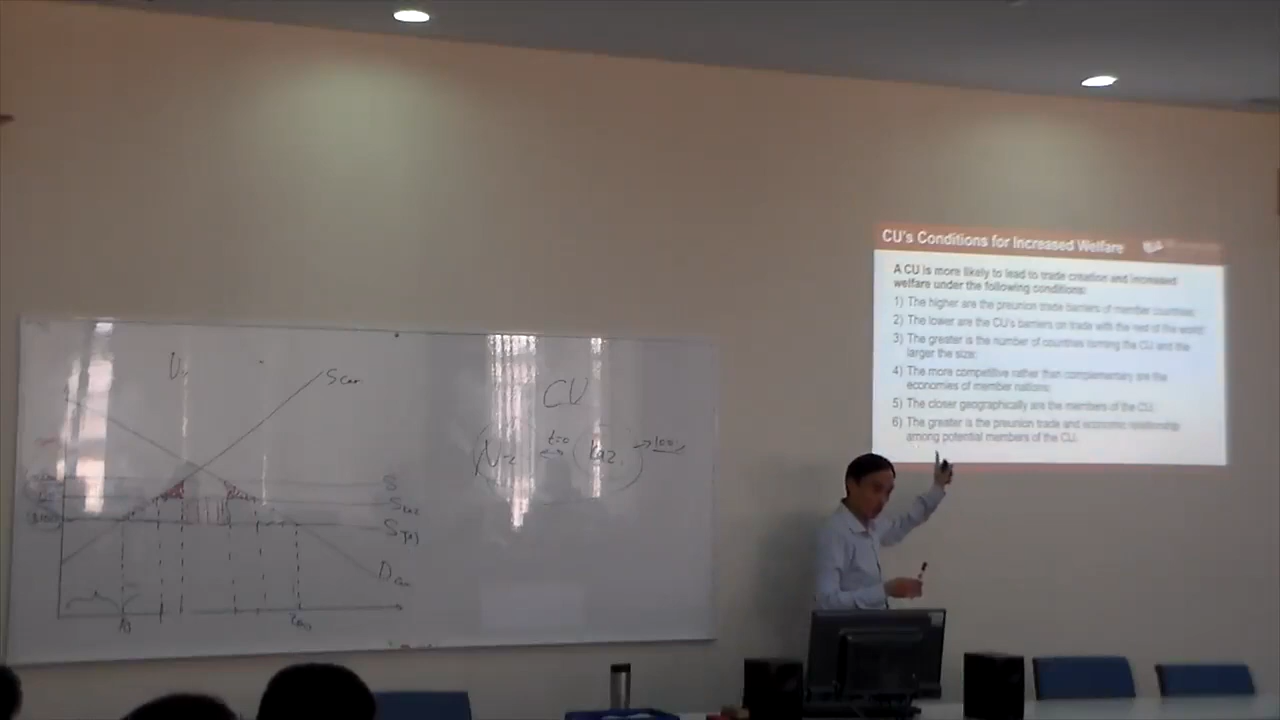 CU's Conditions for Increased Welfare
A CU is more likely to lead to trade creation and increased
welfare under the following conditions:
1) The higher are the preunion trade barriers of member countries;
2) The lower are the CU's barriers on trade with the rest of the world;
3) The greater is the number of countries forming the CU and the
larger the size;
4) The more competitive rather than complementary are the
economies of member nations;
5) The closer geographically are the members of the CU;
6) The greater is the preunion trade and economic relationship
among potential members of the CU.
CU
t=0
S